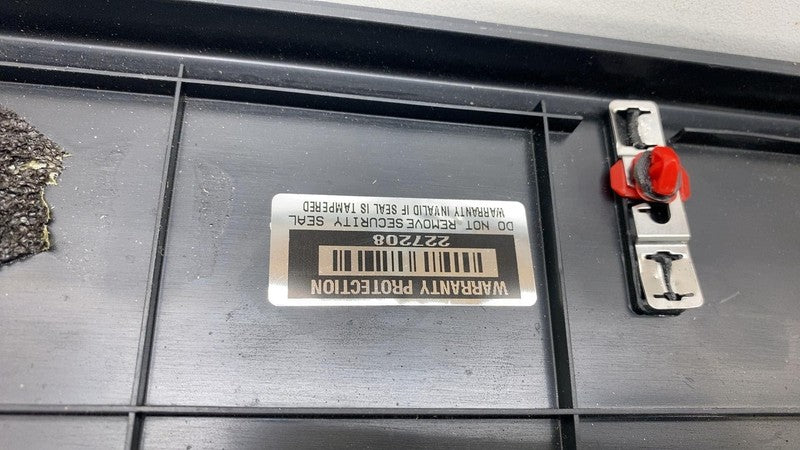 WARRANTY PROTECTION
227208
DO NOT REMOVE SECURITY SEAL
WARRANTY INVALID IF SEAL IS TAMPERED